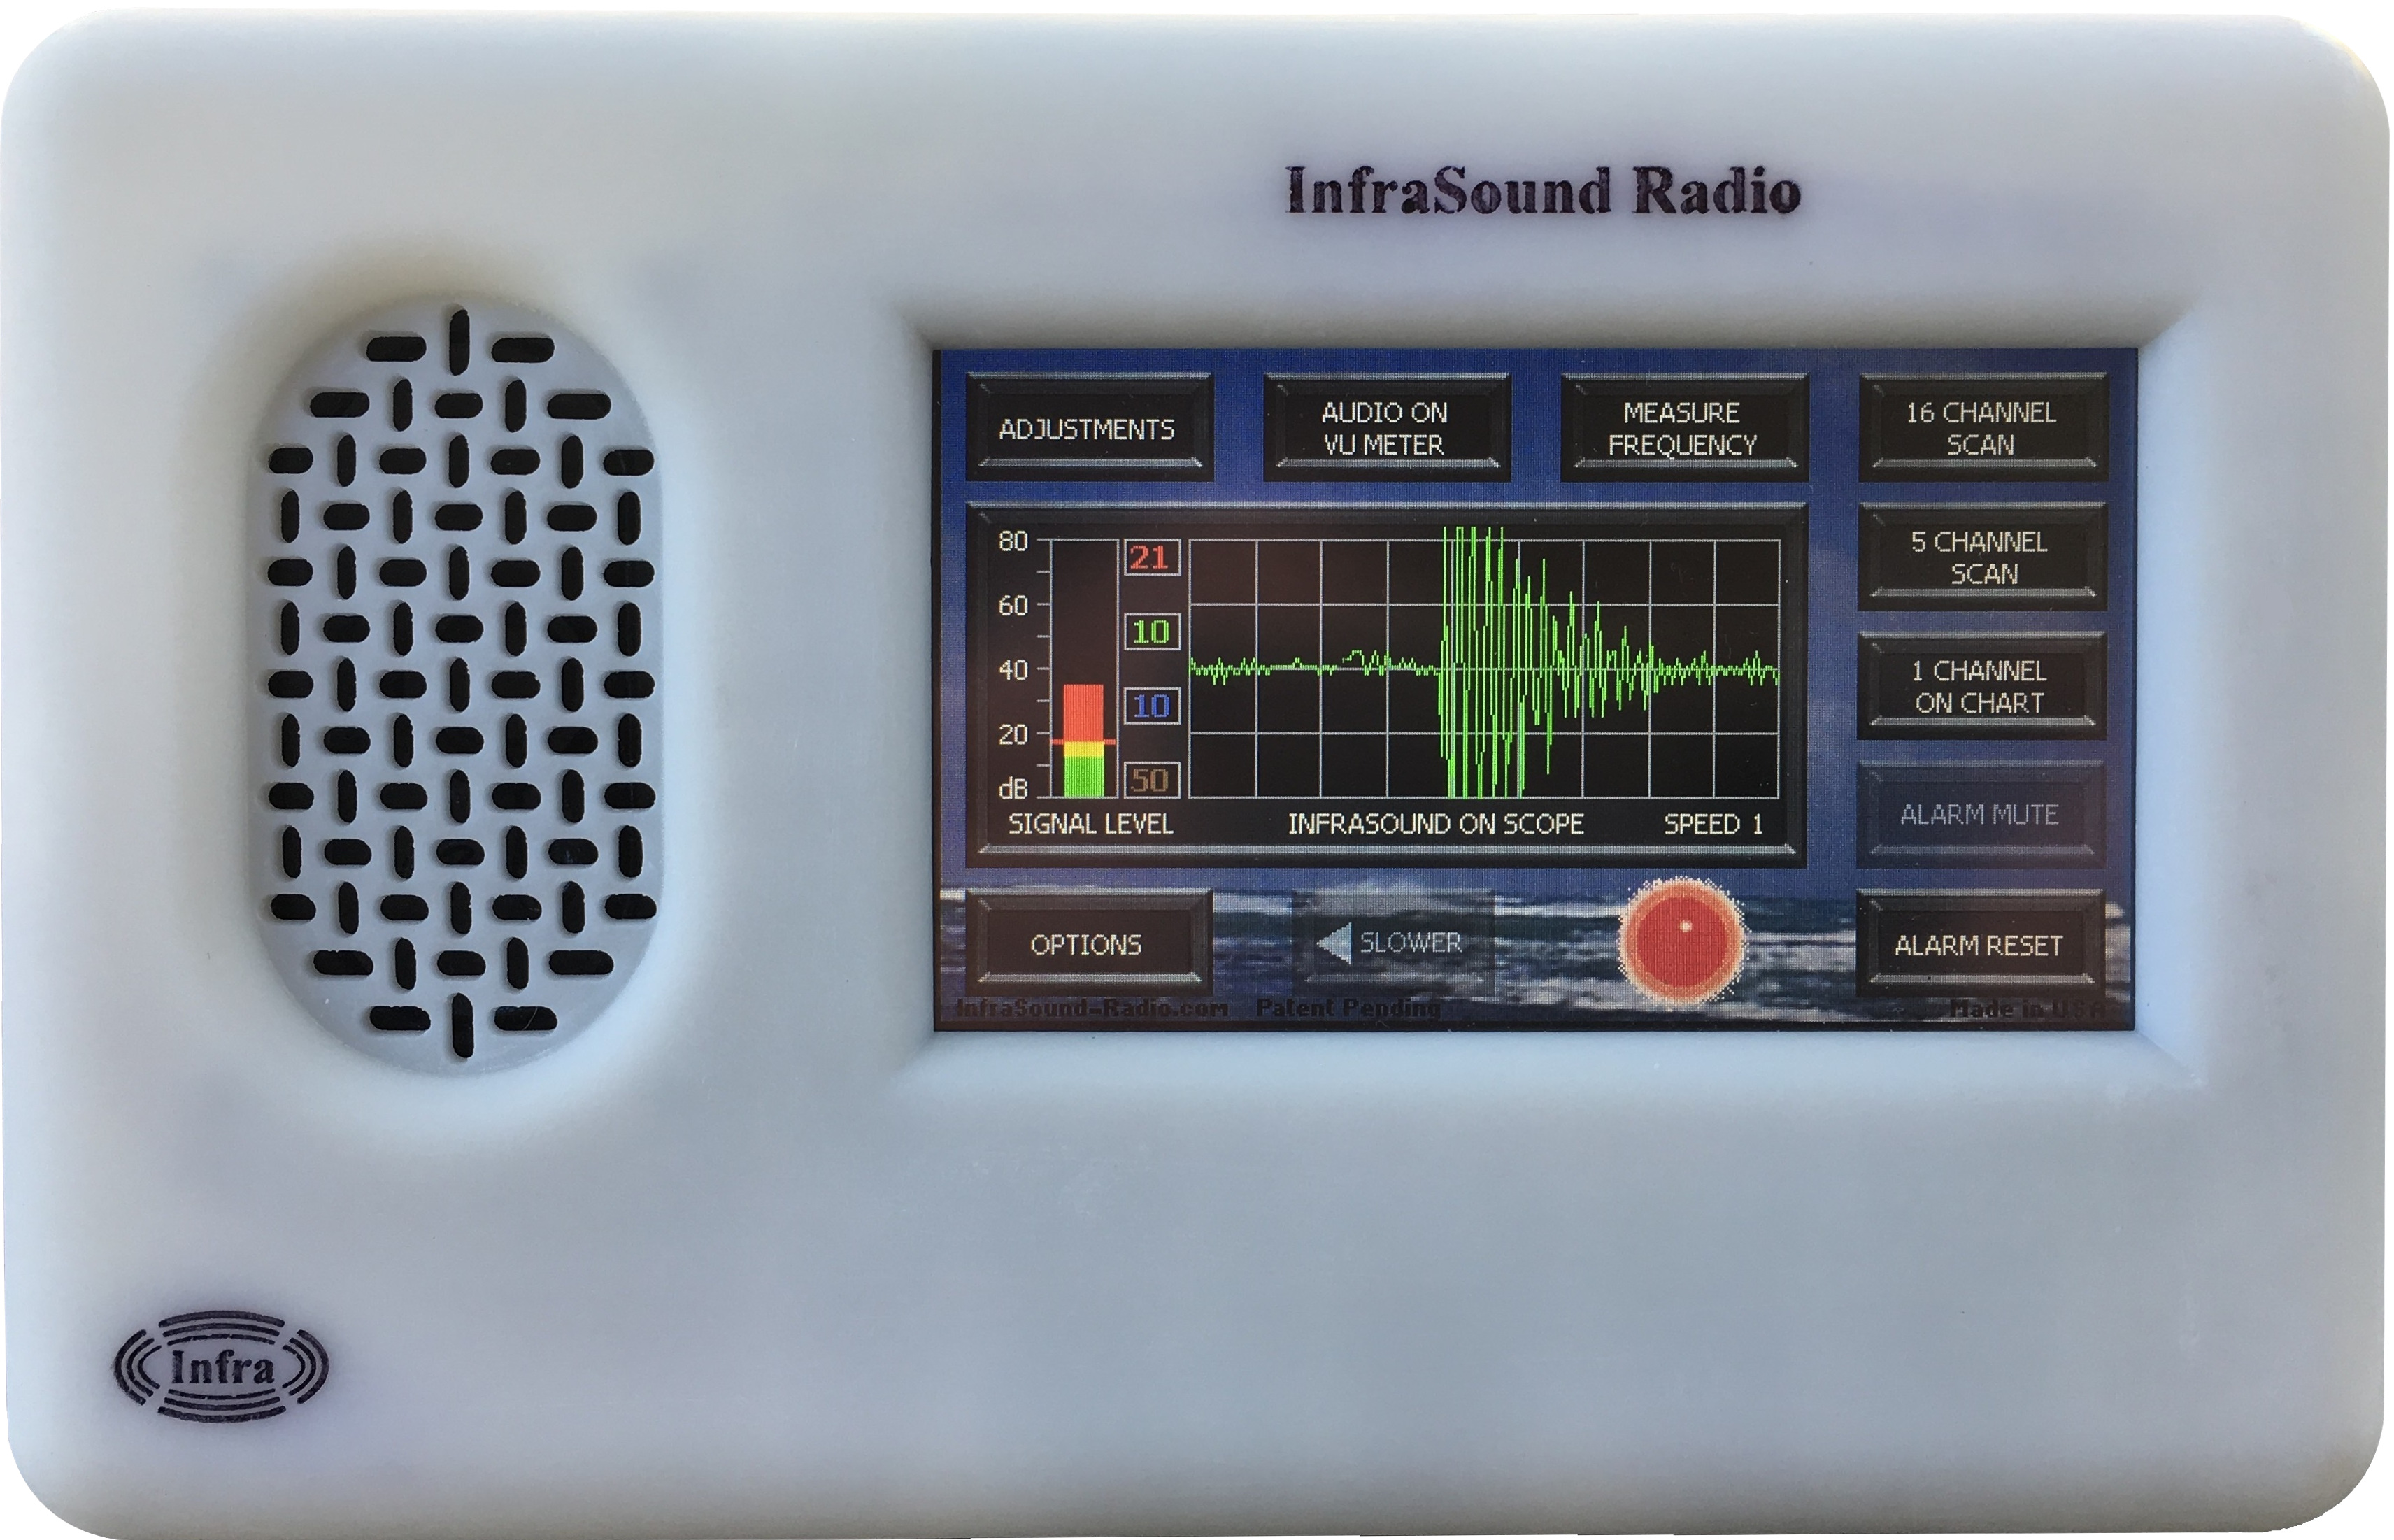 InfraSound Radio
ADJUSTMENTS
AUDIO ON
VU METER
MEASURE
FREQUENCY
16 CHANNEL
SCAN
80
60
40
20
dB
21
10
10
50
SIGNAL LEVEL
INFRASOUND ON SCOPE
SPEED 1
5 CHANNEL
SCAN
1 CHANNEL
ON CHART
ALARM MUTE
OPTIONS
SLOWER
ALARM RESET
InfraSound-Radio.com
Patent Pending
Made in USA
Infra